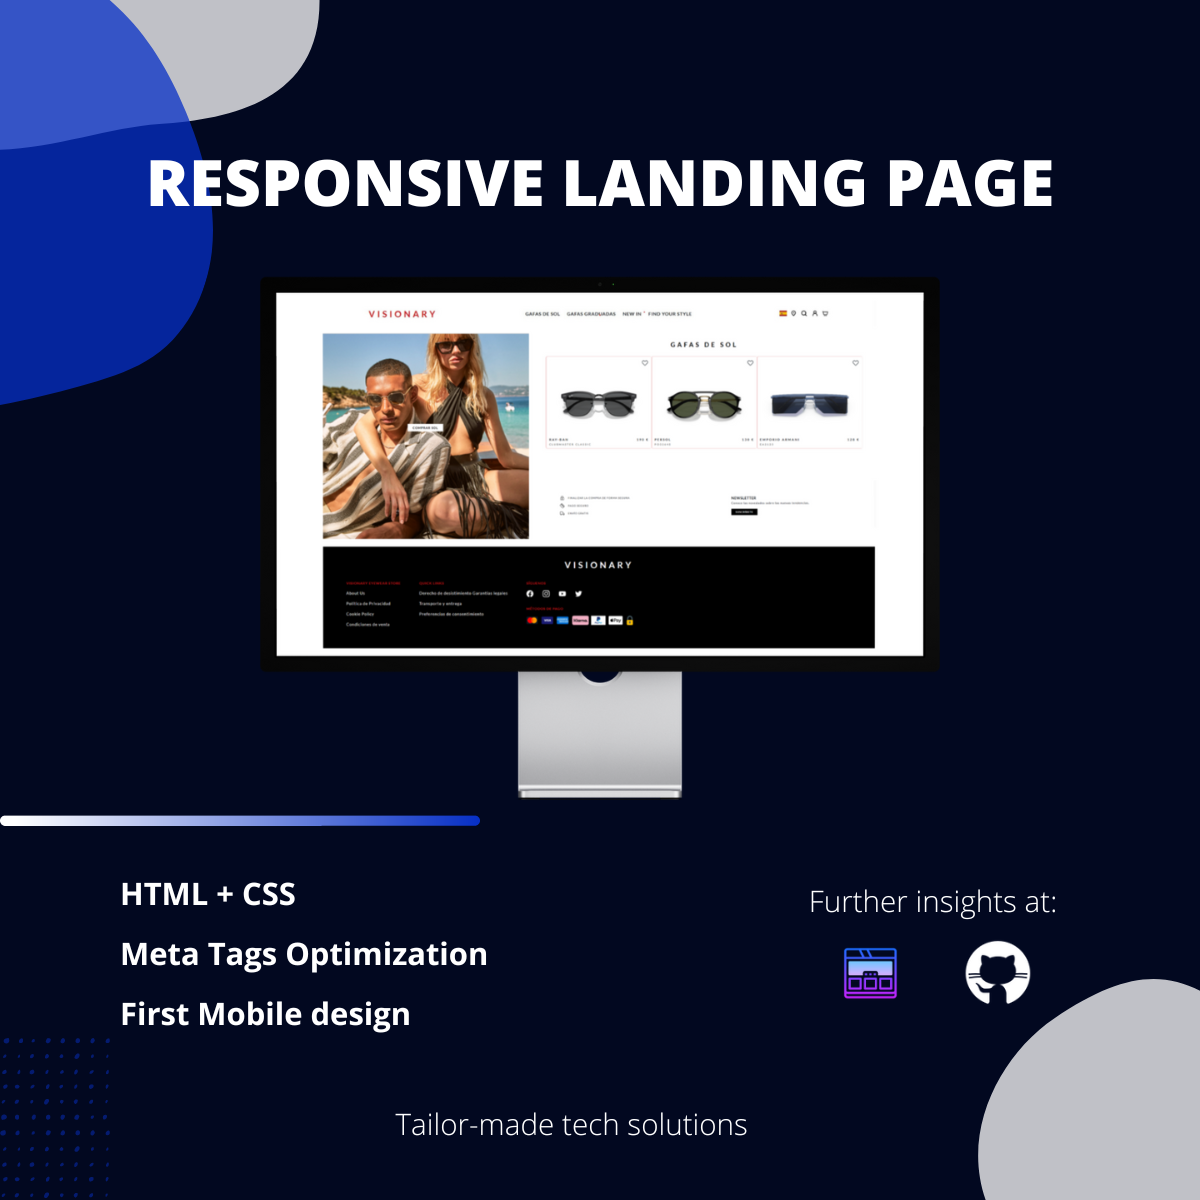 RESPONSIVE LANDING PAGE
VISIONARY
GAFAS DE SOL GAFAS GRADUADAS NEW IN FIND YOUR STYLE
GAFAS DE SOL
COMPRAR SOL
RAY-BAN
PERSOL
EMPORIO ARMANI
NEWSLETTER
VISIONARY
About Us
Política de Privacidad
Cookie Policy
Condiciones de venta
Derecho de desistimiento Garantías legales
Transporte y entrega
Preferencias de consentimiento
Klarna
Pay
HTML + CSS
Meta Tags Optimization
First Mobile design
Further insights at:
Tailor-made tech solutions